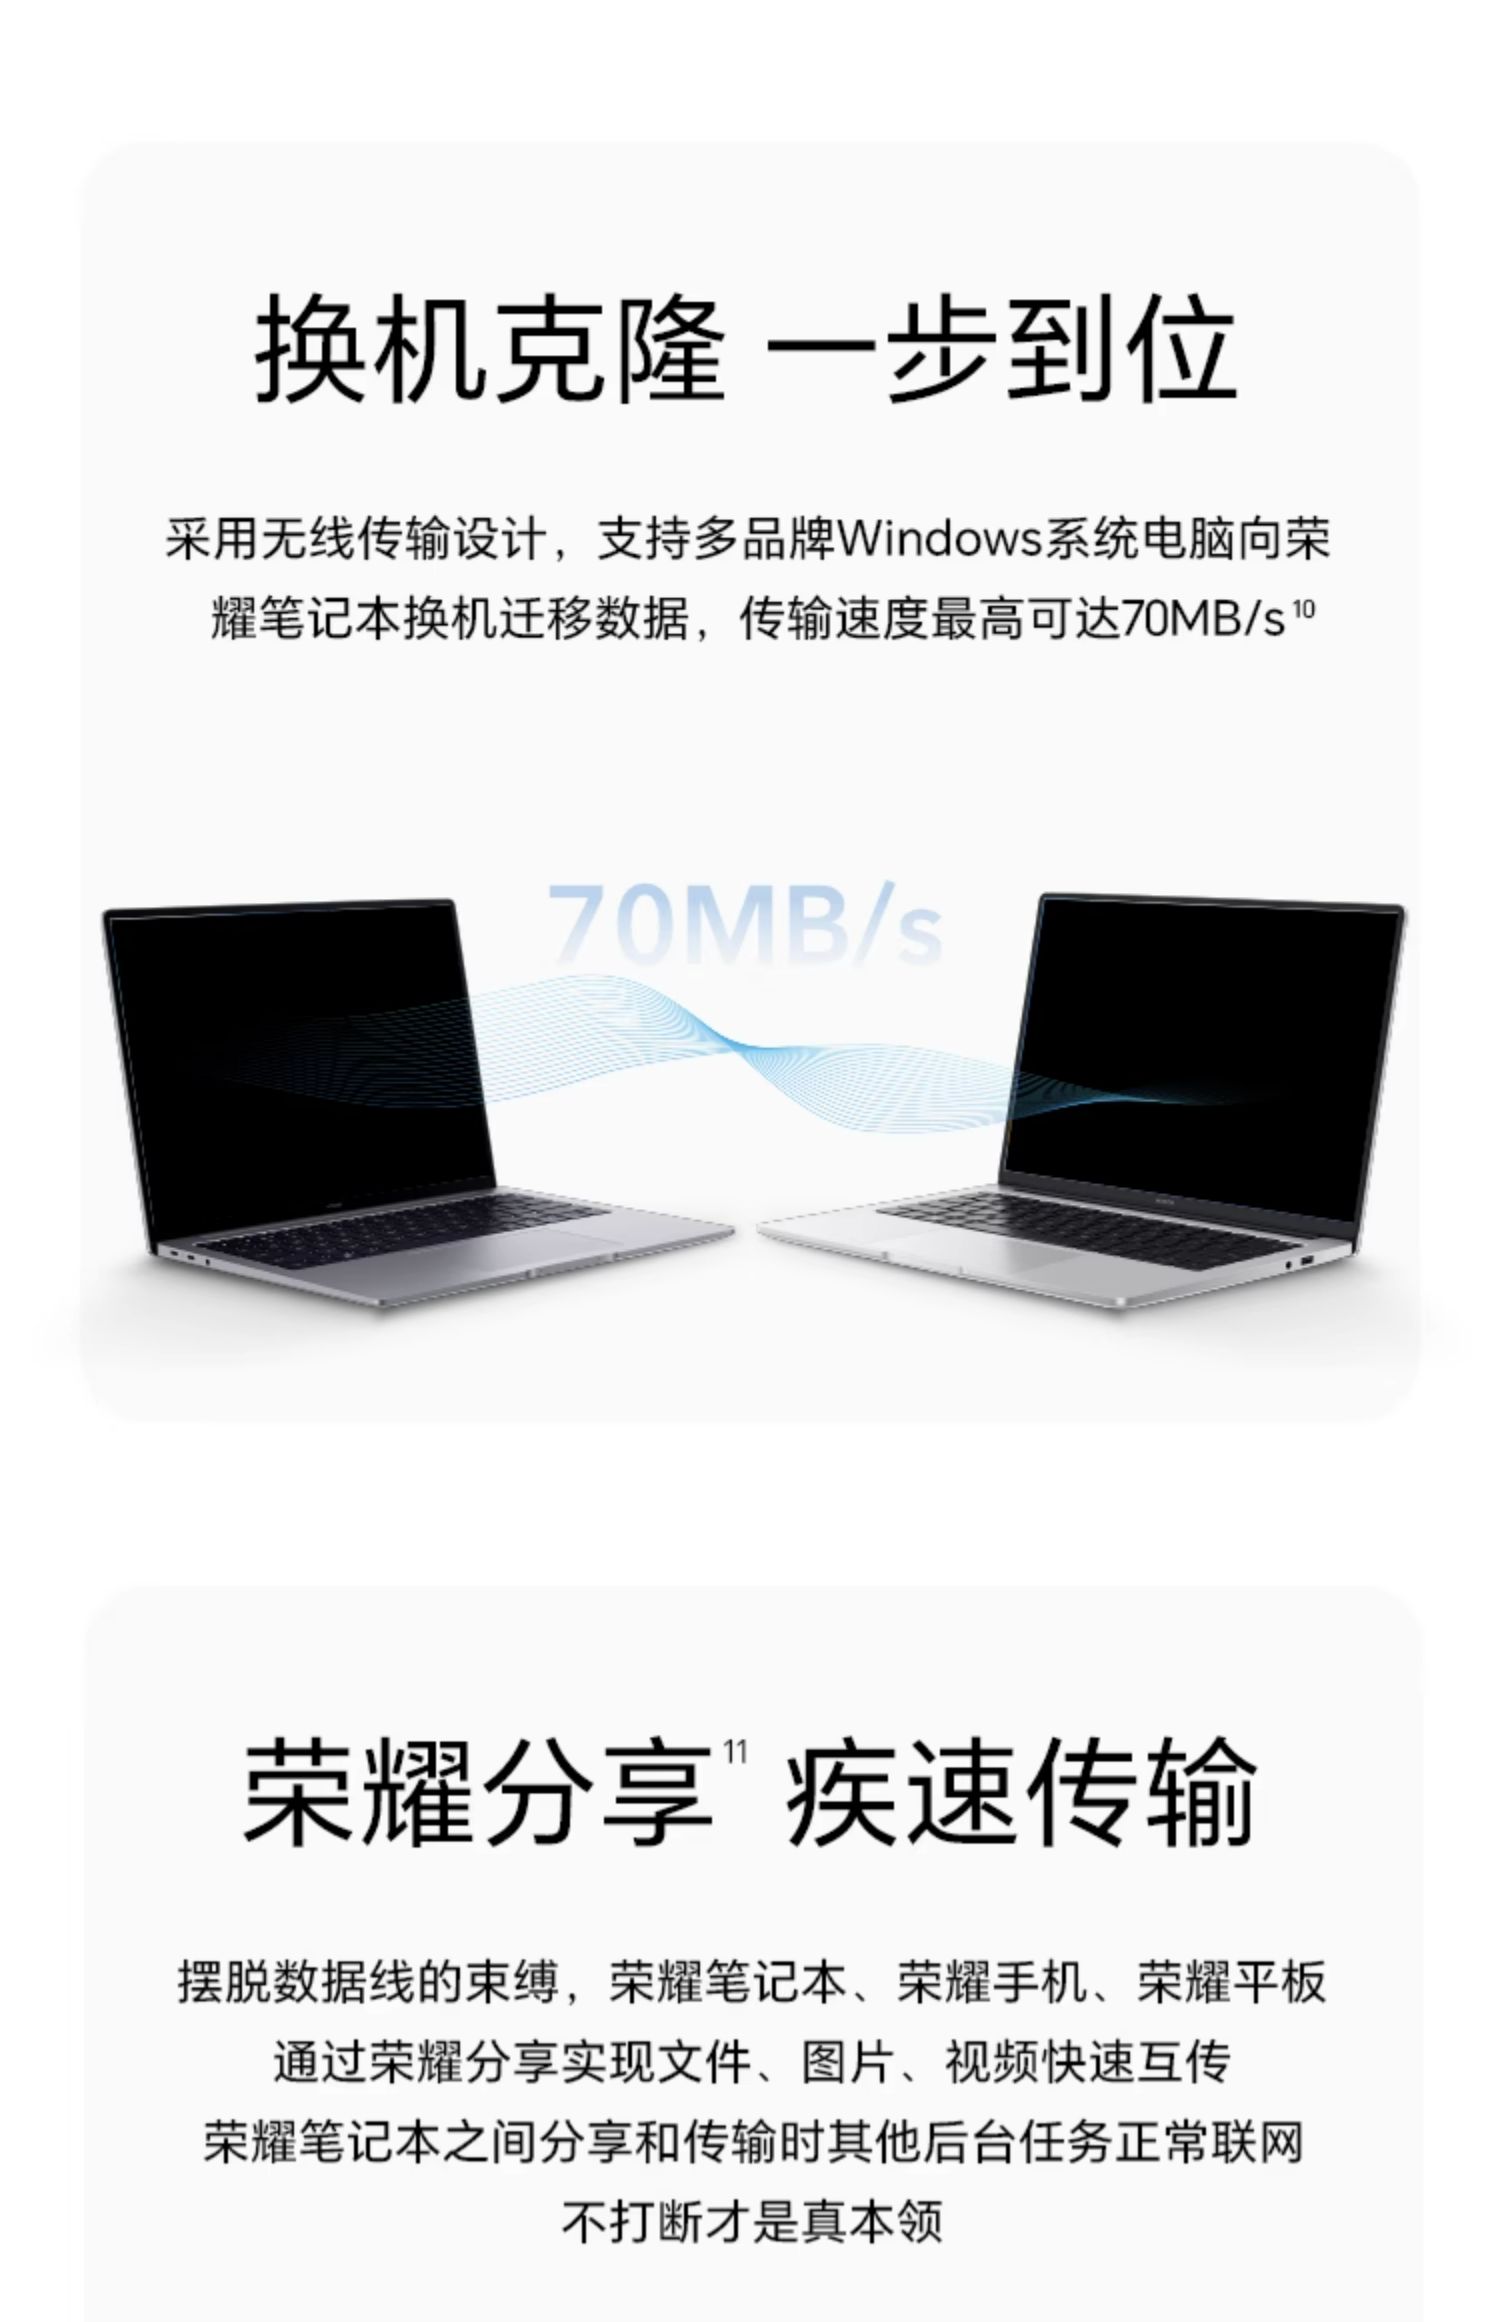 换机克隆 一步到位
采用无线传输设计，支持多品牌Windows系统电脑向荣
耀笔记本换机迁移数据，传输速度最高可达70MB/s¹⁰
70MB/s
荣耀分享¹¹ 疾速传输
摆脱数据线的束缚，荣耀笔记本、荣耀手机、荣耀平板
通过荣耀分享实现文件、图片、视频快速互传
荣耀笔记本之间分享和传输时其他后台任务正常联网
不打断才是真本领